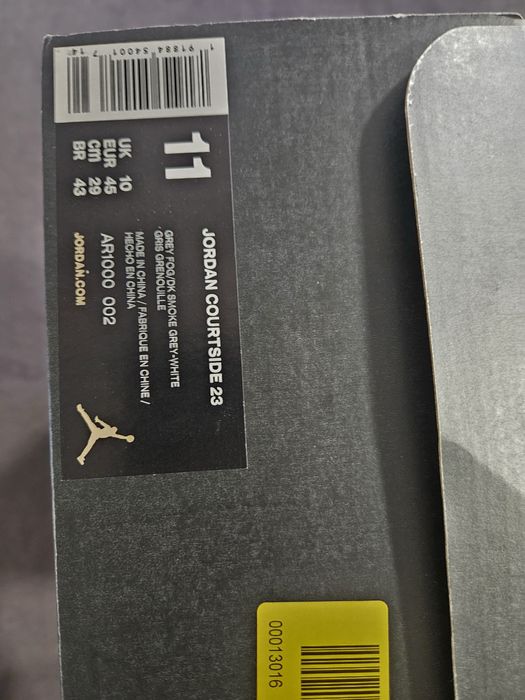 1 91884 54001 7 14
11
UK 10
EUR 45
cm 29
BR 43
JORDAN COURTSIDE 23
GREY FOG/DK SMOKE GREY-WHITE
GRIS GRENOUILLE
MADE IN CHINA / FABRIQUE EN CHINE /
HECHO EN CHINA
AR1000 002
JORDAN.COM
00013016